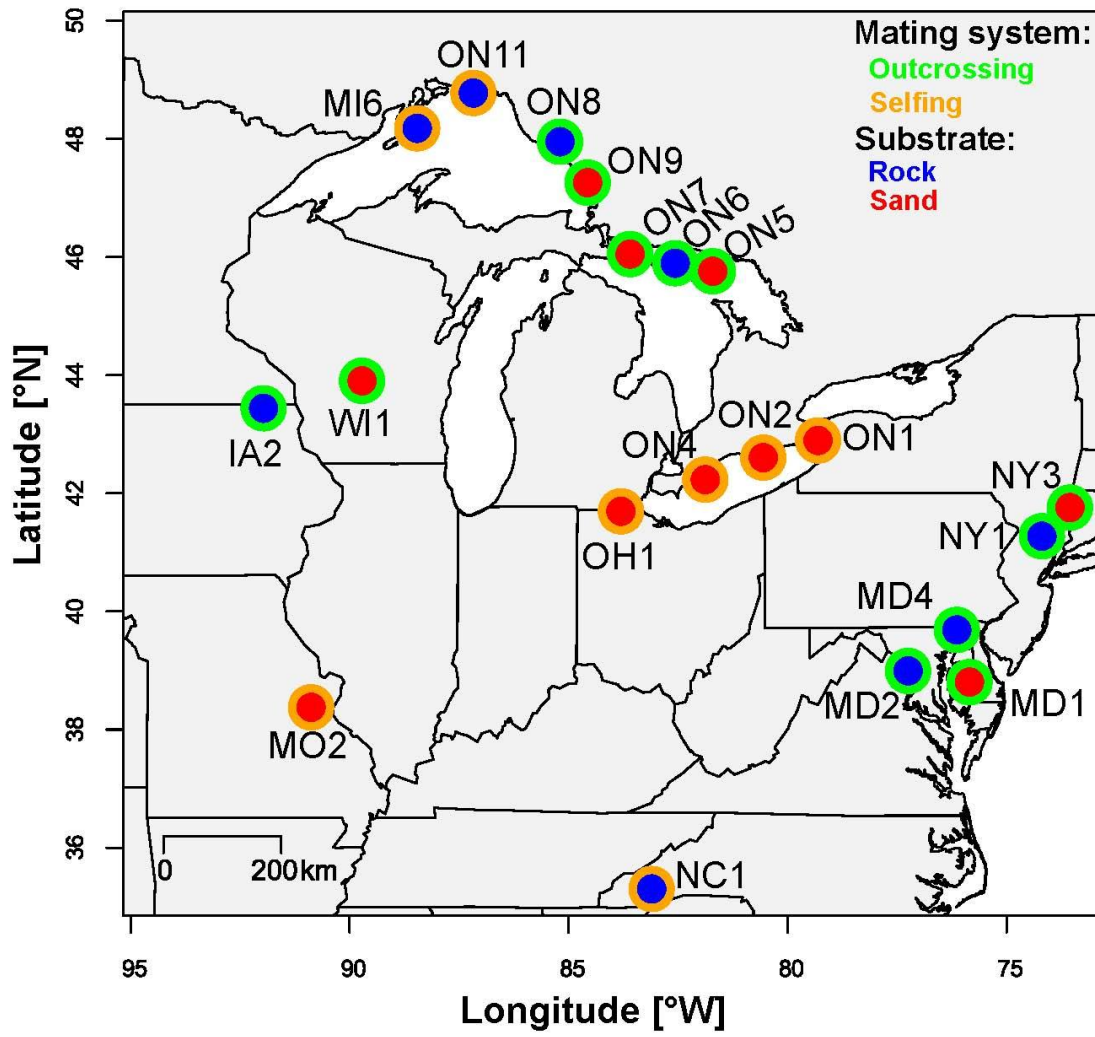 50
48
46
44
42
40
38
36
Latitude [°N]
Mating system:
Outcrossing
Selfing
Substrate:
Rock
Sand
ON11
MI6
ON8
ON9
ON7
ON6
ON5
WI1
IA2
ON4
ON2
ON1
OH1
NY3
NY1
MD4
MD2
MD1
MO2
NC1
0
200km
95
90
85
80
75
Longitude [°W]